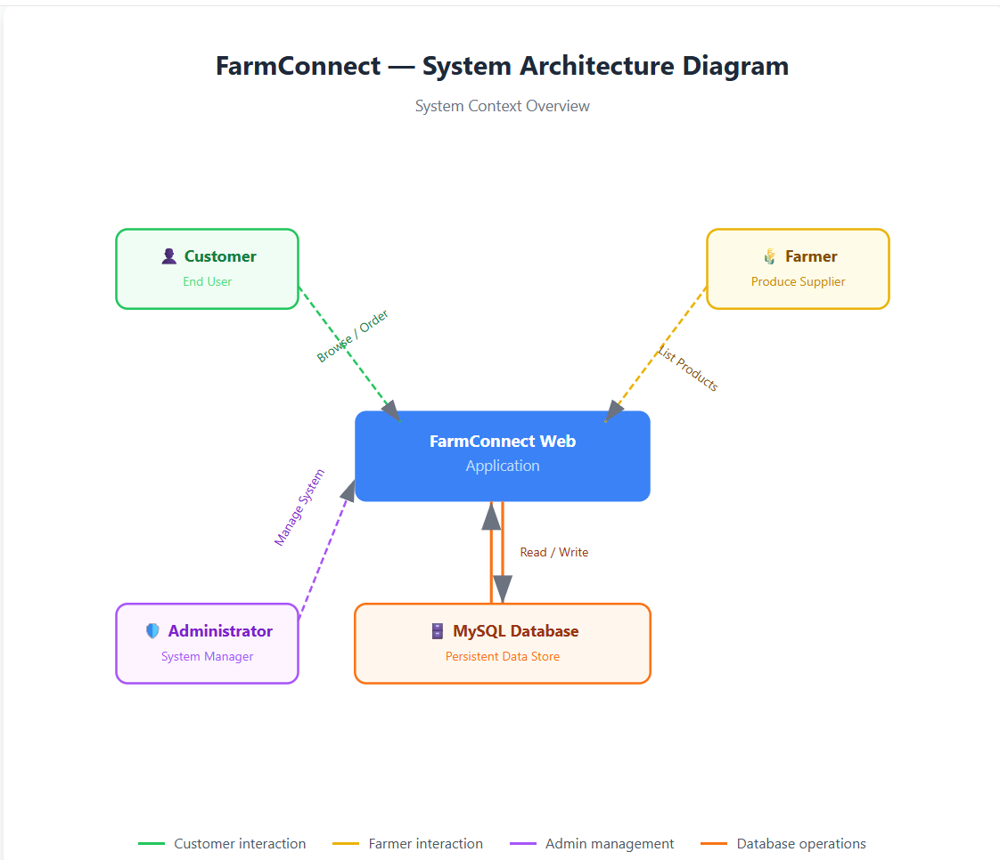 FarmConnect — System Architecture Diagram
System Context Overview
Customer
End User
Farmer
Produce Supplier
Browse / Order
List Products
FarmConnect Web
Application
Manage System
Read / Write
Administrator
System Manager
MySQL Database
Persistent Data Store
Customer interaction
Farmer interaction
Admin management
Database operations